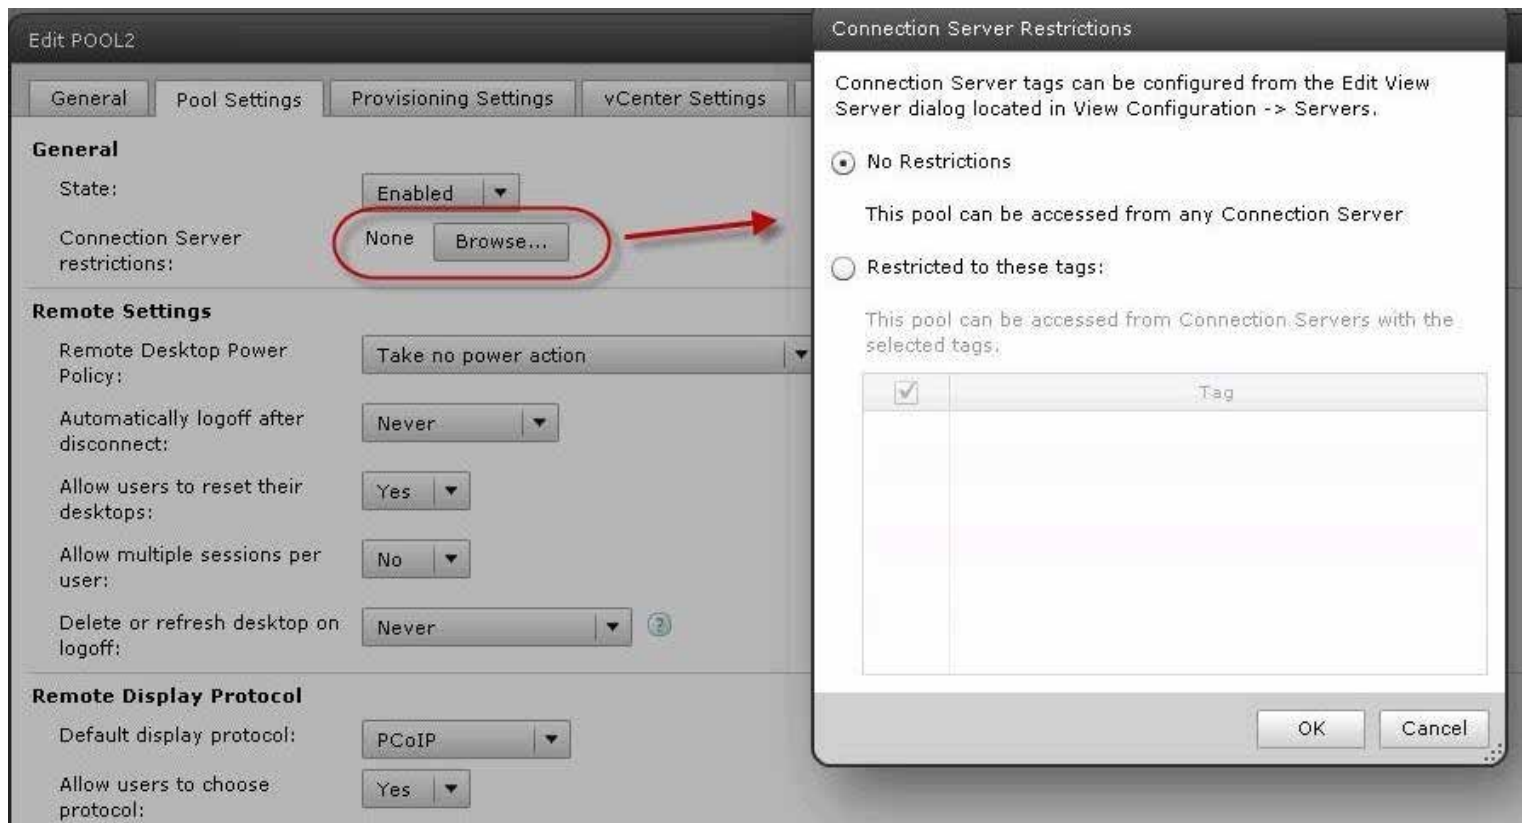 Edit POOL2
General
Pool Settings
Provisioning Settings
vCenter Settings
General
State:
Enabled
Connection Server
restrictions:
None
Browse...
Remote Settings
Remote Desktop Power
Policy:
Take no power action
Automatically logoff after
disconnect:
Never
Allow users to reset their
desktops:
Yes
Allow multiple sessions per
user:
No
Delete or refresh desktop on
logoff:
Never
?
Remote Display Protocol
Default display protocol:
PCoIP
Allow users to choose
protocol:
Yes
Connection Server Restrictions
Connection Server tags can be configured from the Edit View
Server dialog located in View Configuration -> Servers.
No Restrictions
This pool can be accessed from any Connection Server
Restricted to these tags:
This pool can be accessed from Connection Servers with the
selected tags.
Tag
OK
Cancel